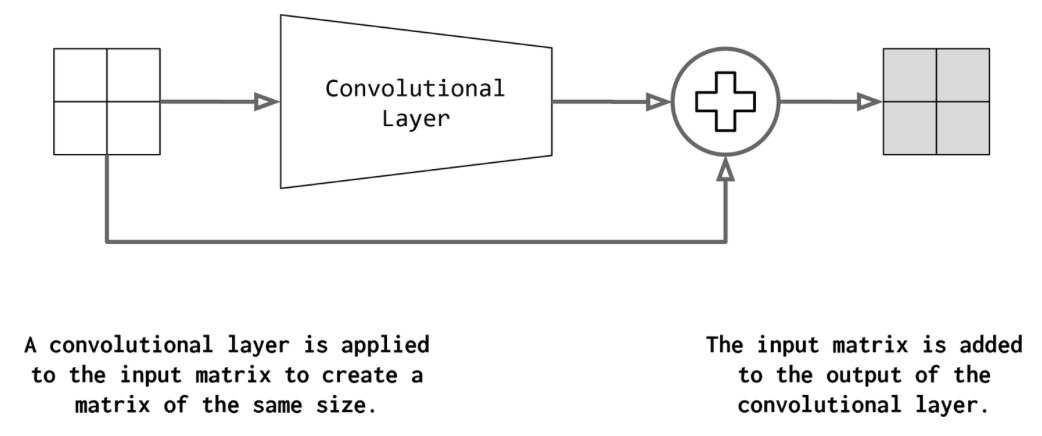 Convolutional
Layer
A convolutional layer is applied
to the input matrix to create a
matrix of the same size.
The input matrix is added
to the output of the
convolutional layer.